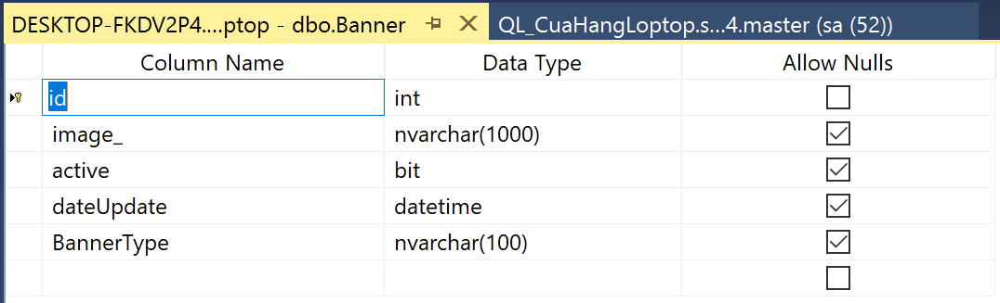 DESKTOP-FKDV2P4....ptop - dbo.Banner QL_CuaHangLoptop.s...4.master (sa (52))
Column Name Data Type Allow Nulls
id int
image_ nvarchar(1000)
active bit
dateUpdate datetime
BannerType nvarchar(100)